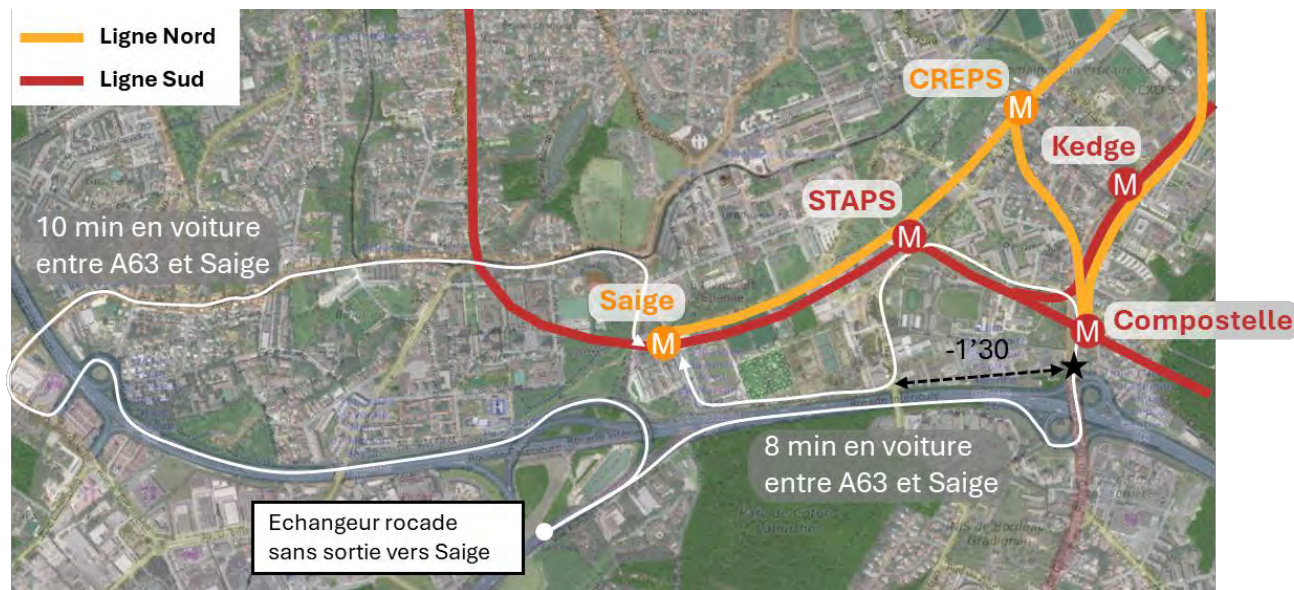 Ligne Nord
Ligne Sud
CREPS
M
Kedge
M
STAPS
M
10 min en voiture
entre A63 et Saige
Saige
M
Compostelle
M
-1'30
8 min en voiture
entre A63 et Saige
Echangeur rocade
sans sortie vers Saige
Gradignan